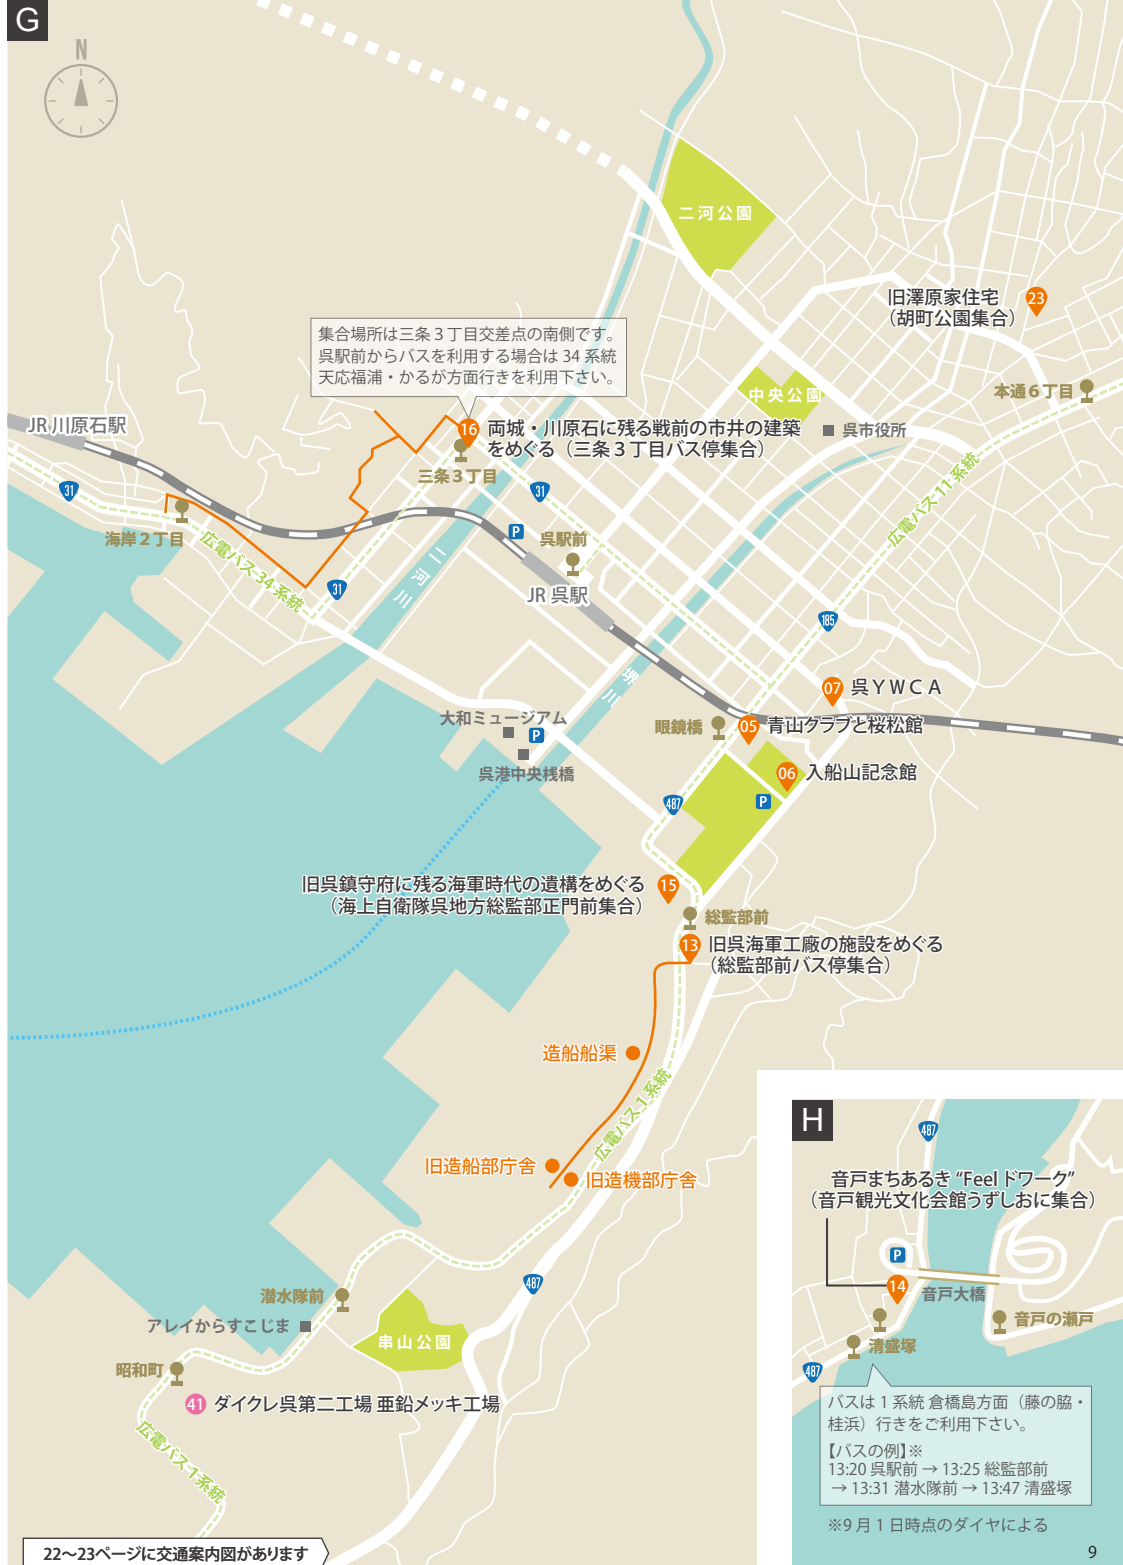 G
N
二河公園
旧澤原家住宅
(胡町公園集合)
23
集合場所は三条３丁目交差点の南側です。
呉駅前からバスを利用する場合は 34 系統
天応福浦・かるが方面行きを利用下さい。
中央公園
本通６丁目
JR 川原石駅
16
両城・川原石に残る戦前の市井の建築
をめぐる（三条３丁目バス停集合）
呉市役所
三条３丁目
31
31
広電バス 11 系統
海岸２丁目
広電バス 34 系統
P
呉駅前
二河川
31
JR 呉駅
185
堺川
07
呉ＹＷＣＡ
大和ミュージアム
P
眼鏡橋
05
青山クラブと桜松館
呉港中央桟橋
06
入船山記念館
487
P
旧呉鎮守府に残る海軍時代の遺構をめぐる
（海上自衛隊呉地方総監部正門前集合）
15
総監部前
13
旧呉海軍工廠の施設をめぐる
（総監部前バス停集合）
造船船渠
広電バス 1 系統
旧造船部庁舎
旧造機部庁舎
487
潜水隊前
アレイからすこじま
串山公園
昭和町
41
ダイクレ呉第二工場 亜鉛メッキ工場
広電バス 1 系統
22～23ページに交通案内図があります
H
487
音戸まちあるき “Feel ドワーク”
（音戸観光文化会館うずしおに集合）
P
14
音戸大橋
音戸の瀬戸
清盛塚
487
バスは 1 系統 倉橋島方面（藤の脇・
桂浜）行きをご利用下さい。
【バスの例】※
13:20 呉駅前 → 13:25 総監部前
→ 13:31 潜水隊前 → 13:47 清盛塚
※9 月 1 日時点のダイヤによる
9